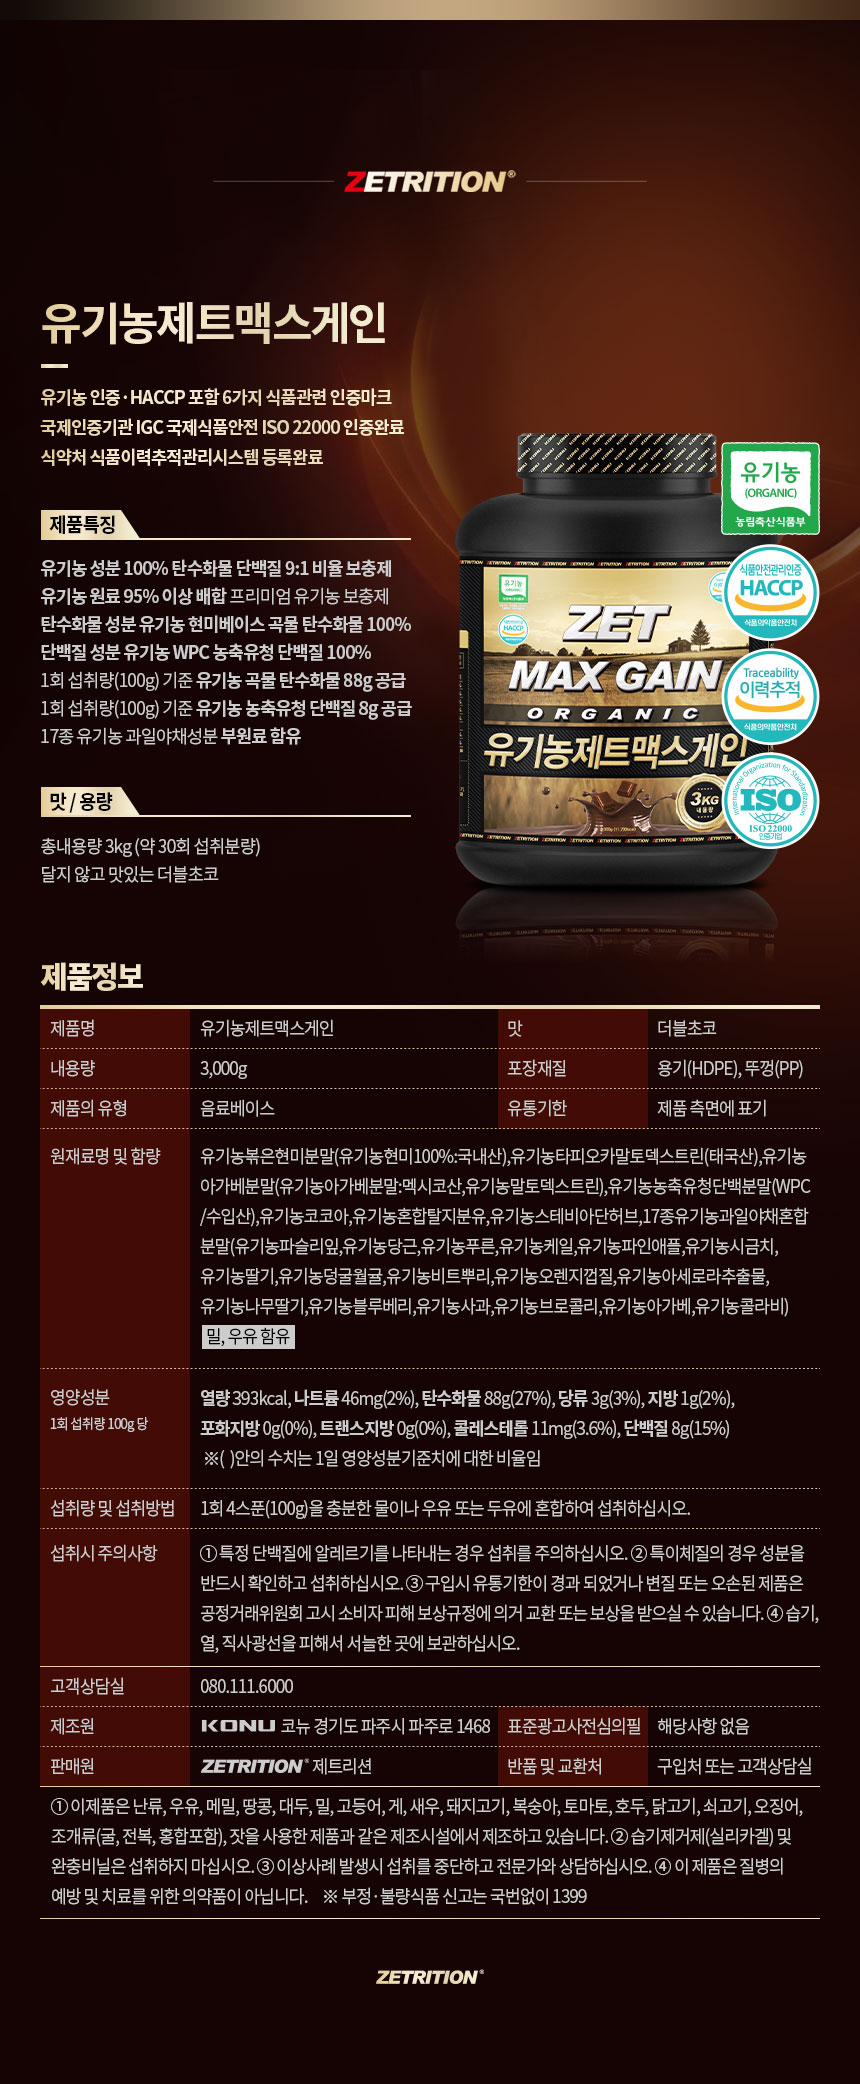 ZETRITION®
유기농제트맥스게인
유기농 인증·HACCP 포함 6가지 식품관련 인증마크
국제인증기관 IGC 국제식품안전 ISO 22000 인증완료
식약처 식품이력추적관리시스템 등록완료
제품특징
유기농 성분 100% 탄수화물 단백질 9:1 비율 보충제
유기농 원료 95% 이상 배합 프리미엄 유기농 보충제
탄수화물 성분 유기농 현미베이스 곡물 탄수화물 100%
단백질 성분 유기농 WPC 농축유청 단백질 100%
1회 섭취량(100g) 기준 유기농 곡물 탄수화물 88g 공급
1회 섭취량(100g) 기준 유기농 농축유청 단백질 8g 공급
17종 유기농 과일야채성분 부원료 함유
맛 / 용량
총내용량 3kg (약 30회 섭취분량)
달지 않고 맛있는 더블초코
유기농
(ORGANIC)
농림축산식품부
식품안전관리인증
HACCP
식품의약품안전처
Traceability
이력추적
식품의약품안전처
International Organization for Standardization
ISO
ISO 22000
인증기업
유기농
HACCP
ZET
MAX GAIN
ORGANIC
유기농제트맥스게인
3KG
내용량
제품정보
제품명 유기농제트맥스게인 맛 더블초코
내용량 3,000g 포장재질 용기(HDPE), 뚜껑(PP)
제품의 유형 음료베이스 유통기한 제품 측면에 표기
원재료명 및 함량 유기농볶은현미분말(유기농현미100%:국내산),유기농타피오카말토덱스트린(태국산),유기농
아가베분말(유기농아가베분말:멕시코산,유기농말토덱스트린),유기농농축유청단백분말(WPC
/수입산),유기농코코아,유기농혼합탈지분유,유기농스테비아단허브,17종유기농과일야채혼합
분말(유기농파슬리잎,유기농당근,유기농푸룬,유기농케일,유기농파인애플,유기농시금치,
유기농딸기,유기농덩굴월귤,유기농비트뿌리,유기농오렌지껍질,유기농아세로라추출물,
유기농나무딸기,유기농블루베리,유기농사과,유기농브로콜리,유기농아가베,유기농콜라비)
밀, 우유 함유
영양성분 열량 393kcal, 나트륨 46mg(2%), 탄수화물 88g(27%), 당류 3g(3%), 지방 1g(2%),
1회 섭취량 100g 당 포화지방 0g(0%), 트랜스지방 0g(0%), 콜레스테롤 11mg(3.6%), 단백질 8g(15%)
※( )안의 수치는 1일 영양성분기준치에 대한 비율임
섭취량 및 섭취방법 1회 4스푼(100g)을 충분한 물이나 우유 또는 두유에 혼합하여 섭취하십시오.
섭취시 주의사항 ① 특정 단백질에 알레르기를 나타내는 경우 섭취를 주의하십시오. ② 특이체질의 경우 성분을
반드시 확인하고 섭취하십시오. ③ 구입시 유통기한이 경과 되었거나 변질 또는 오손된 제품은
공정거래위원회 고시 소비자 피해 보상규정에 의거 교환 또는 보상을 받으실 수 있습니다. ④ 습기,
열, 직사광선을 피해서 서늘한 곳에 보관하십시오.
고객상담실 080.111.6000
제조원 KONU 코뉴 경기도 파주시 파주로 1468 표준광고사전심의필 해당사항 없음
판매원 ZETRITION® 제트리션 반품 및 교환처 구입처 또는 고객상담실
① 이제품은 난류, 우유, 메밀, 땅콩, 대두, 밀, 고등어, 게, 새우, 돼지고기, 복숭아, 토마토, 호두, 닭고기, 쇠고기, 오징어,
조개류(굴, 전복, 홍합포함), 잣을 사용한 제품과 같은 제조시설에서 제조하고 있습니다. ② 습기제거제(실리카겔) 및
완충비닐은 섭취하지 마십시오. ③ 이상사례 발생시 섭취를 중단하고 전문가와 상담하십시오. ④ 이 제품은 질병의
예방 및 치료를 위한 의약품이 아닙니다. ※ 부정·불량식품 신고는 국번없이 1399
ZETRITION®